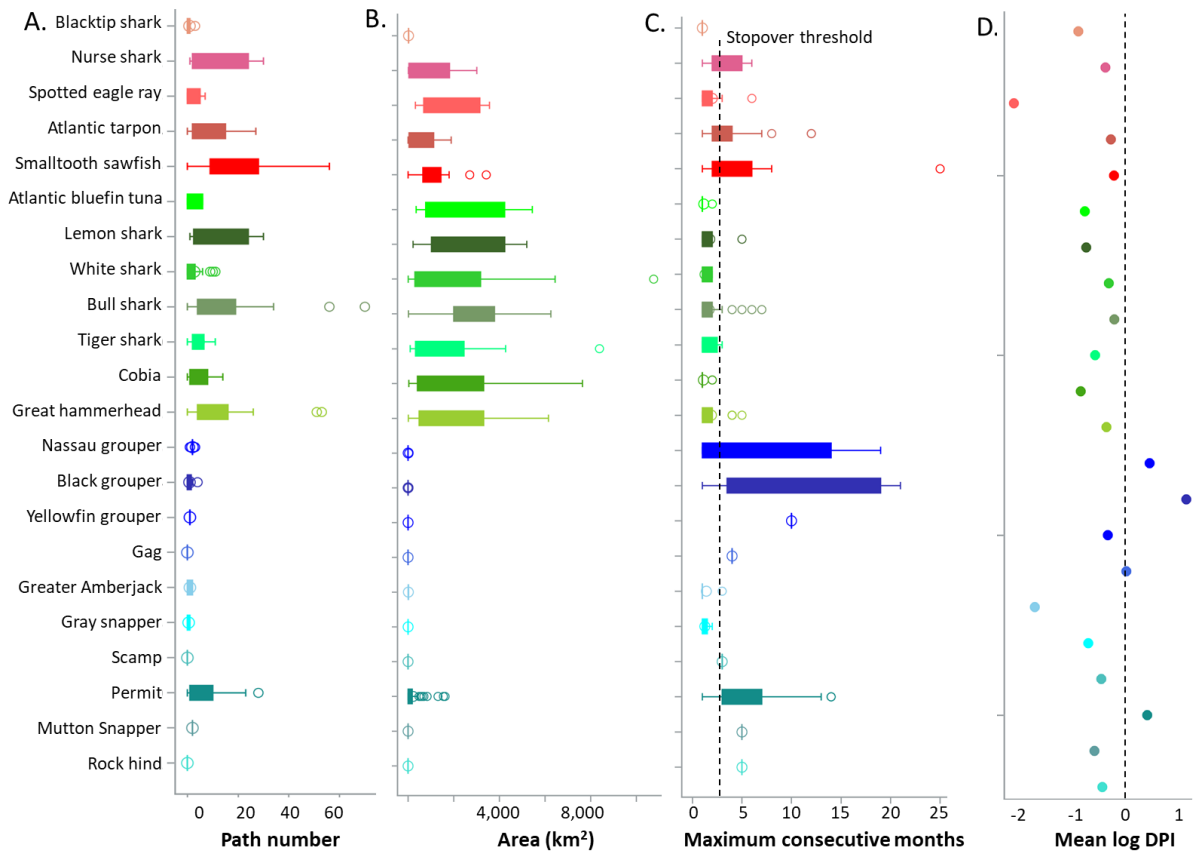 A.
B.
C.
D.
Stopover threshold
Blacktip shark
Nurse shark
Spotted eagle ray
Atlantic tarpon
Smalltooth sawfish
Atlantic bluefin tuna
Lemon shark
White shark
Bull shark
Tiger shark
Cobia
Great hammerhead
Nassau grouper
Black grouper
Yellowfin grouper
Gag
Greater Amberjack
Gray snapper
Scamp
Permit
Mutton Snapper
Rock hind
0 20 40 60
4,000 8,000
0 5 10 15 20 25
-2 -1 0 1
Path number
Area (km²)
Maximum consecutive months
Mean log DPI